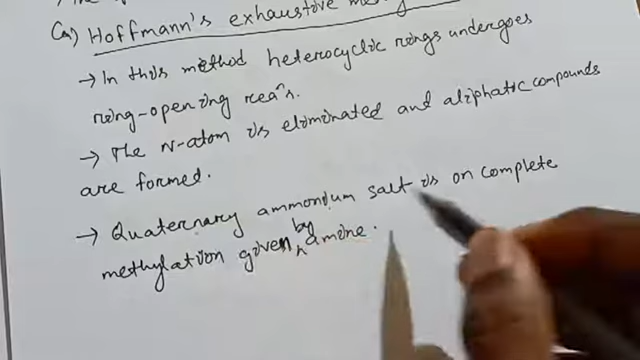 (a) Hoffmann's exhaustive
→ In this method heterocyclic rings undergoes
ring-opening reaⁿs.
→ The N-atom is eliminated and aliphatic compounds
are formed.
→ Quaternary ammonium salt is on complete
methylation given by amine.